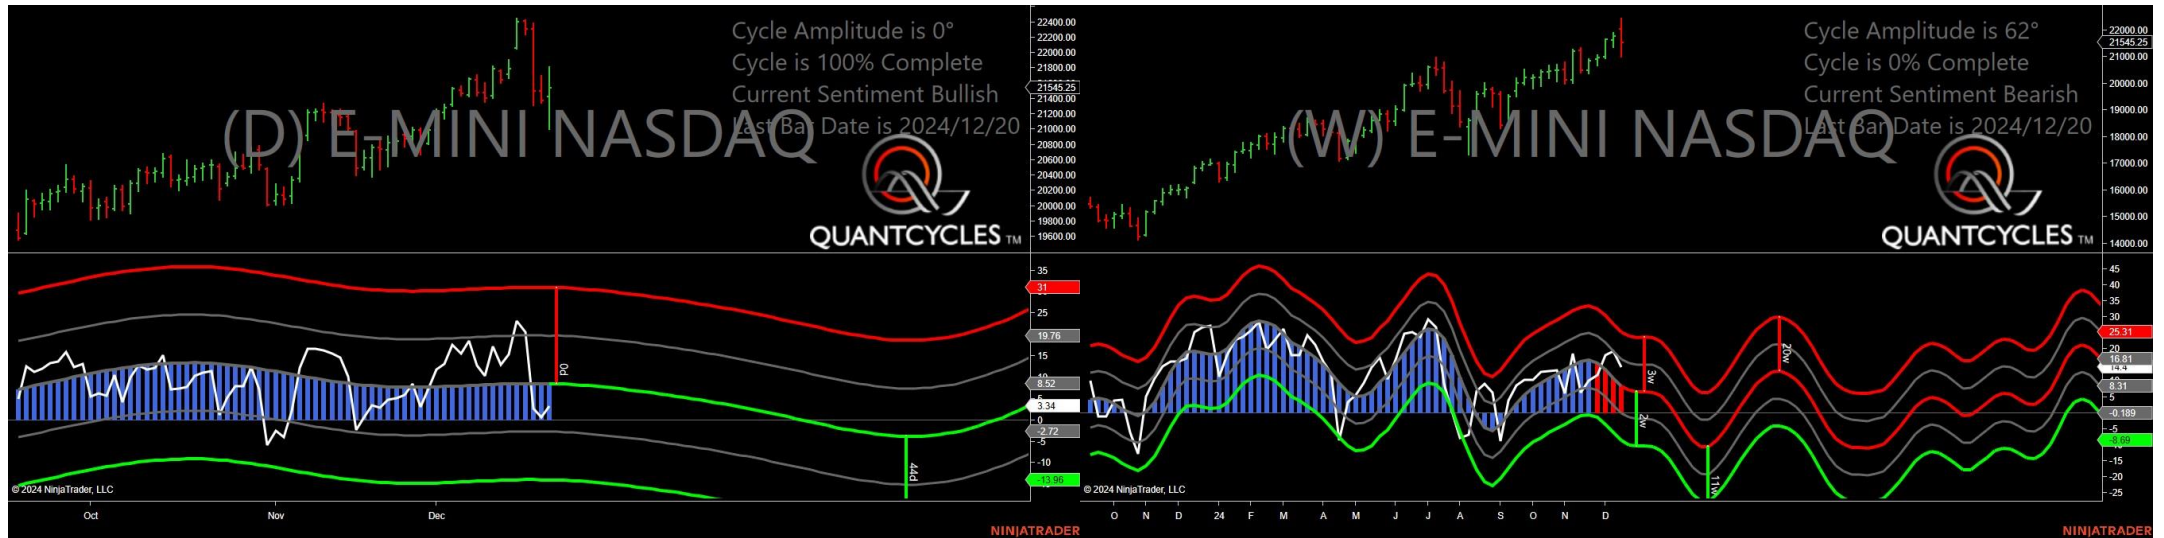 Cycle Amplitude is 0°
Cycle is 100% Complete
Current Sentiment Bullish
Last Bar Date is 2024/12/20
(D) E-MINI NASDAQ
QUANTCYCLES TM
22400.00
22200.00
22000.00
21800.00
21545.25
21400.00
21200.00
21000.00
20800.00
20600.00
20400.00
20200.00
20000.00
19800.00
19600.00
35
31
25
19.76
15
8.52
3.34
0
-2.72
-5
-10
-13.96
0d
44d
© 2024 NinjaTrader, LLC
Oct Nov Dec
NINJATRADER
Cycle Amplitude is 62°
Cycle is 0% Complete
Current Sentiment Bearish
Last Bar Date is 2024/12/20
(W) E-MINI NASDAQ
QUANTCYCLES TM
22000.00
21545.25
21000.00
20000.00
19000.00
18000.00
17000.00
16000.00
15000.00
14000.00
45
40
35
30
25.31
20
16.81
14.4
8.31
5
-0.189
-5
-8.69
-15
-20
-25
3w
2w
11w
20w
© 2024 NinjaTrader, LLC
O N D 24 F M A M J J A S O N D
NINJATRADER